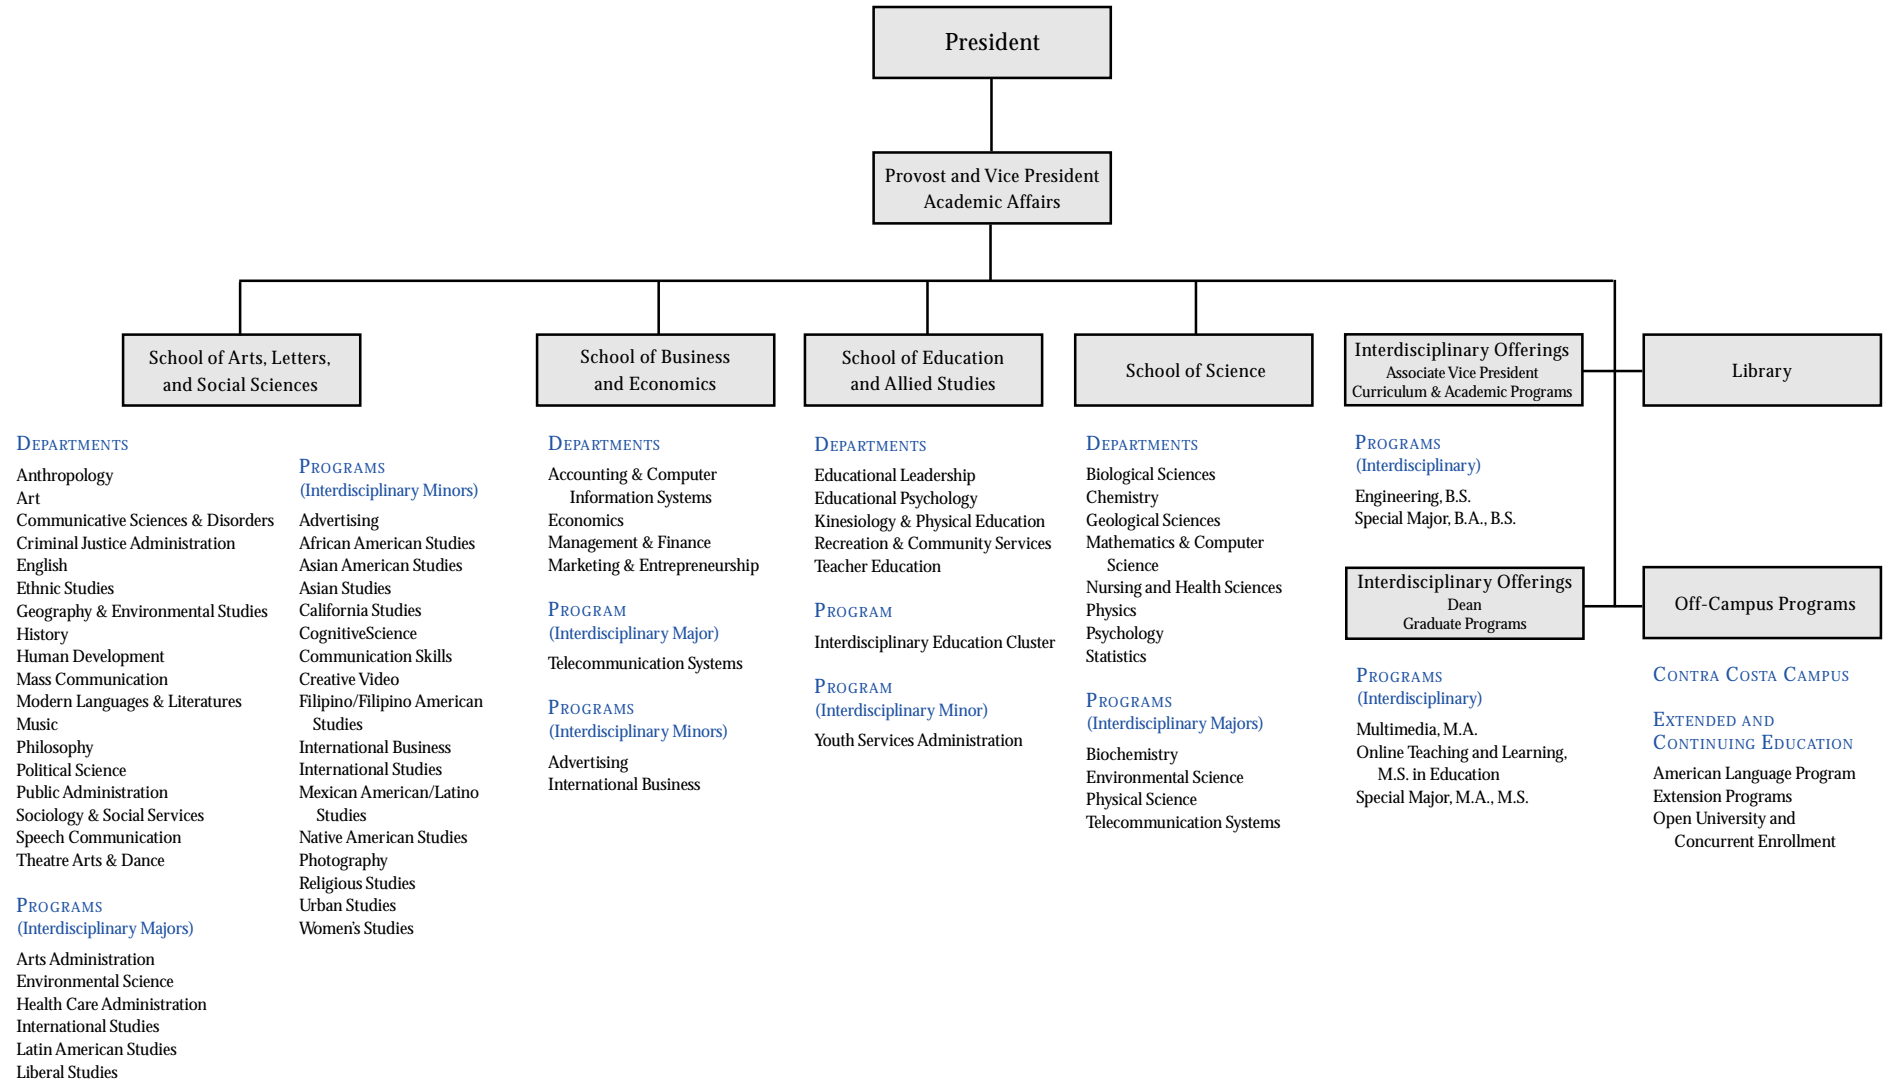 President
Provost and Vice President
Academic Affairs
School of Arts, Letters,
and Social Sciences
DEPARTMENTS
Anthropology
Art
Communicative Sciences & Disorders
Criminal Justice Administration
English
Ethnic Studies
Geography & Environmental Studies
History
Human Development
Mass Communication
Modern Languages & Literatures
Music
Philosophy
Political Science
Public Administration
Sociology & Social Services
Speech Communication
Theatre Arts & Dance
PROGRAMS
(Interdisciplinary Majors)
Arts Administration
Environmental Science
Health Care Administration
International Studies
Latin American Studies
Liberal Studies
PROGRAMS
(Interdisciplinary Minors)
Advertising
African American Studies
Asian American Studies
Asian Studies
California Studies
CognitiveScience
Communication Skills
Creative Video
Filipino/Filipino American
Studies
International Business
International Studies
Mexican American/Latino
Studies
Native American Studies
Photography
Religious Studies
Urban Studies
Women's Studies
School of Business
and Economics
DEPARTMENTS
Accounting & Computer
Information Systems
Economics
Management & Finance
Marketing & Entrepreneurship
PROGRAM
(Interdisciplinary Major)
Telecommunication Systems
PROGRAMS
(Interdisciplinary Minors)
Advertising
International Business
School of Education
and Allied Studies
DEPARTMENTS
Educational Leadership
Educational Psychology
Kinesiology & Physical Education
Recreation & Community Services
Teacher Education
PROGRAM
Interdisciplinary Education Cluster
PROGRAM
(Interdisciplinary Minor)
Youth Services Administration
School of Science
DEPARTMENTS
Biological Sciences
Chemistry
Geological Sciences
Mathematics & Computer
Science
Nursing and Health Sciences
Physics
Psychology
Statistics
PROGRAMS
(Interdisciplinary Majors)
Biochemistry
Environmental Science
Physical Science
Telecommunication Systems
Interdisciplinary Offerings
Associate Vice President
Curriculum & Academic Programs
PROGRAMS
(Interdisciplinary)
Engineering, B.S.
Special Major, B.A., B.S.
Interdisciplinary Offerings
Dean
Graduate Programs
PROGRAMS
(Interdisciplinary)
Multimedia, M.A.
Online Teaching and Learning,
M.S. in Education
Special Major, M.A., M.S.
Library
Off-Campus Programs
CONTRA COSTA CAMPUS
EXTENDED AND
CONTINUING EDUCATION
American Language Program
Extension Programs
Open University and
Concurrent Enrollment